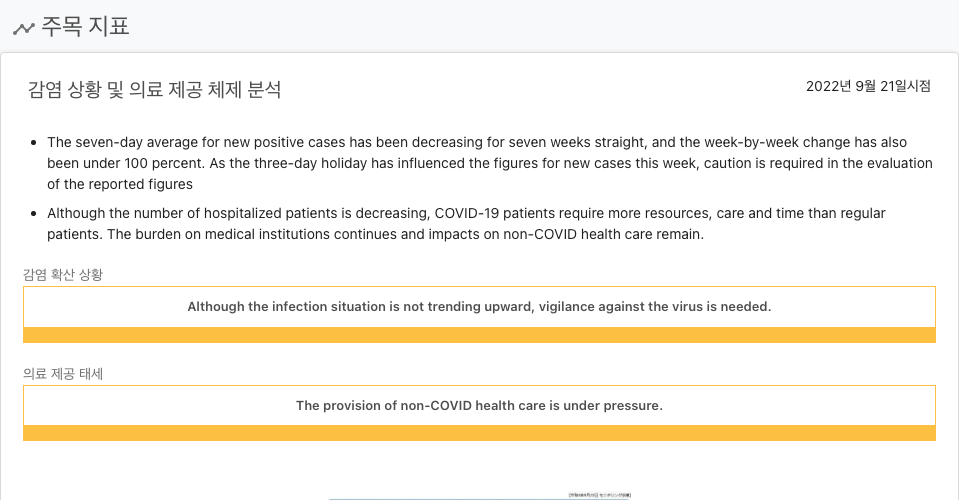 주목 지표
감염 상황 및 의료 제공 체제 분석
2022년 9월 21일시점
The seven-day average for new positive cases has been decreasing for seven weeks straight, and the week-by-week change has also
been under 100 percent. As the three-day holiday has influenced the figures for new cases this week, caution is required in the evaluation
of the reported figures
Although the number of hospitalized patients is decreasing, COVID-19 patients require more resources, care and time than regular
patients. The burden on medical institutions continues and impacts on non-COVID health care remain.
감염 확산 상황
Although the infection situation is not trending upward, vigilance against the virus is needed.
의료 제공 태세
The provision of non-COVID health care is under pressure.